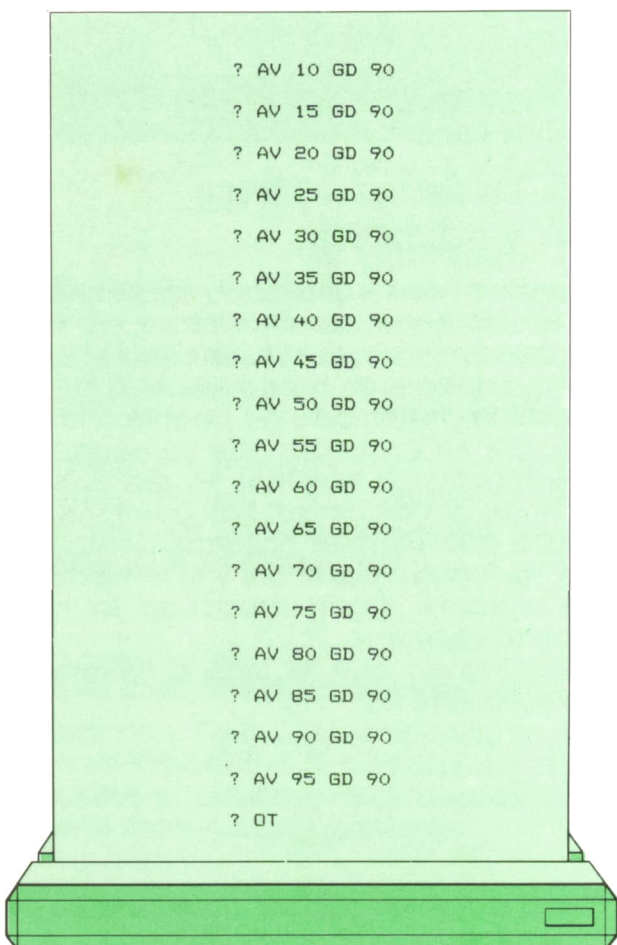 ? AV 10 GD 90
? AV 15 GD 90
? AV 20 GD 90
? AV 25 GD 90
? AV 30 GD 90
? AV 35 GD 90
? AV 40 GD 90
? AV 45 GD 90
? AV 50 GD 90
? AV 55 GD 90
? AV 60 GD 90
? AV 65 GD 90
? AV 70 GD 90
? AV 75 GD 90
? AV 80 GD 90
? AV 85 GD 90
? AV 90 GD 90
? AV 95 GD 90
? OT